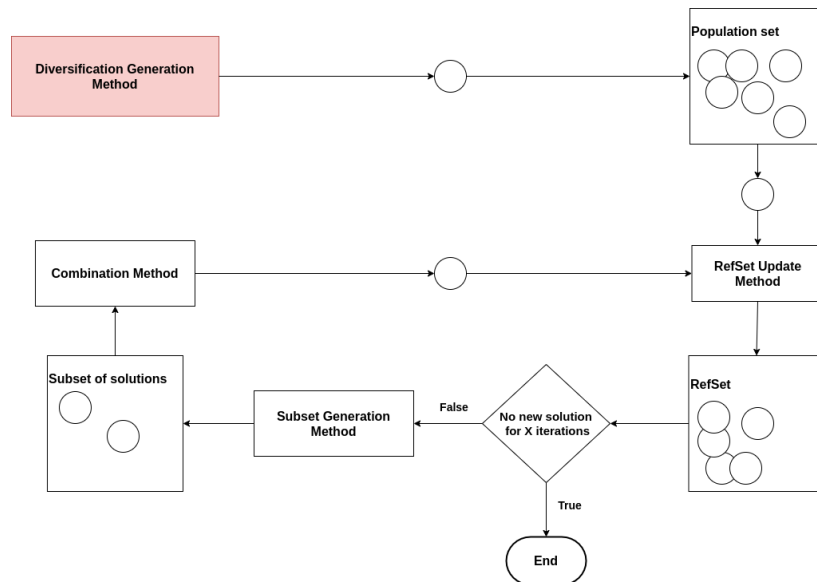 Population set
Diversification Generation
Method
Combination Method
RefSet Update
Method
Subset of solutions
RefSet
False
No new solution
for X iterations
Subset Generation
Method
True
End